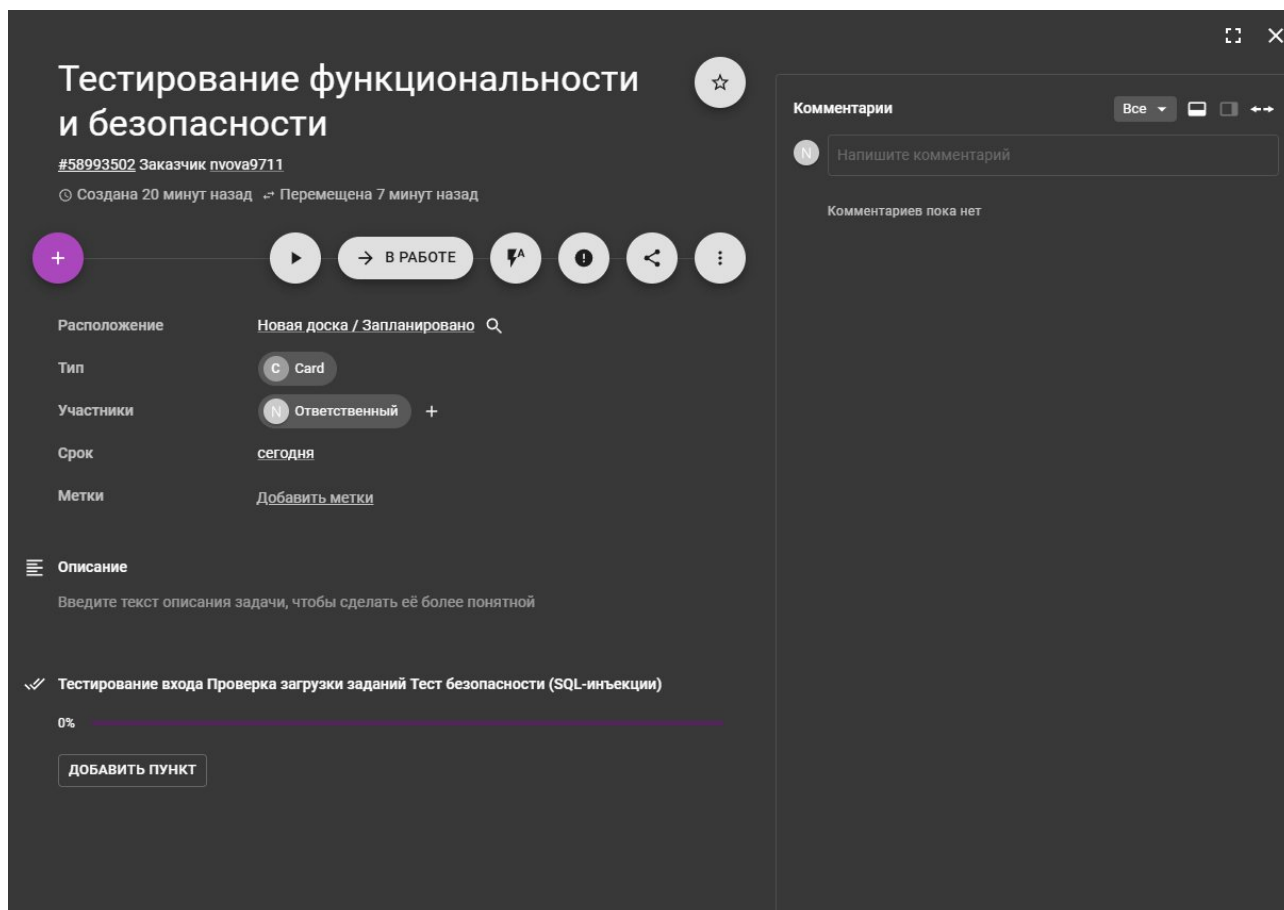 Тестирование функциональности
и безопасности
#58993502 Заказчик nvova9711
Создана 20 минут назад Перемещена 7 минут назад
В РАБОТЕ
Расположение Новая доска / Запланировано
Тип C Card
Участники N Ответственный
Срок сегодня
Метки Добавить метки
Описание
Введите текст описания задачи, чтобы сделать её более понятной
Тестирование входа Проверка загрузки заданий Тест безопасности (SQL-инъекции)
0%
ДОБАВИТЬ ПУНКТ
Комментарии Все
N Напишите комментарий
Комментариев пока нет